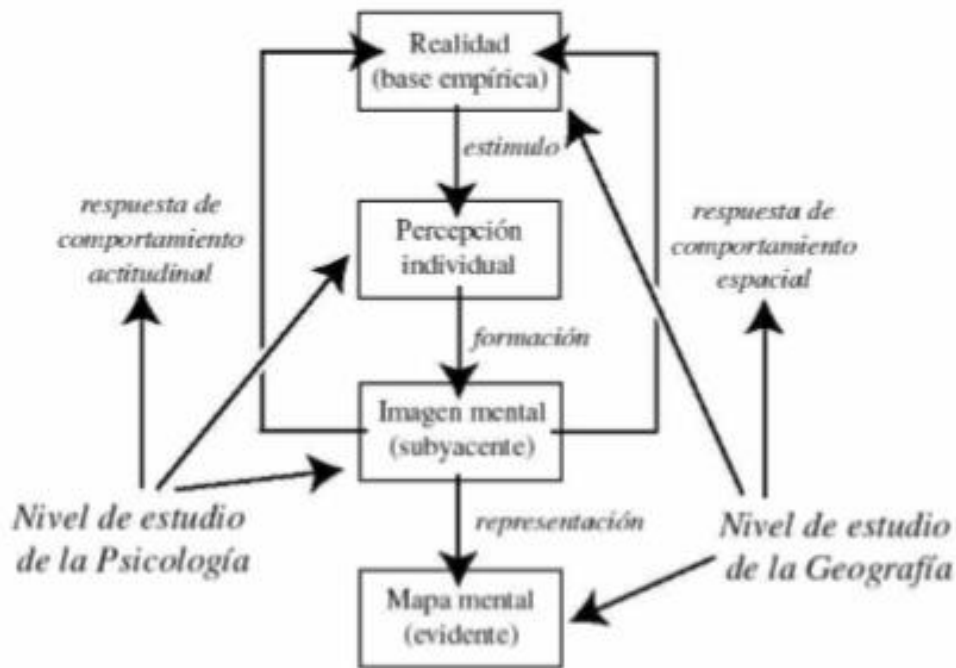 Realidad
(base empírica)
estimulo
respuesta de
comportamiento
actitudinal
Percepción
individual
respuesta de
comportamiento
espacial
formación
Imagen mental
(subyacente)
Nivel de estudio
de la Psicología
representación
Nivel de estudio
de la Geografía
Mapa mental
(evidente)